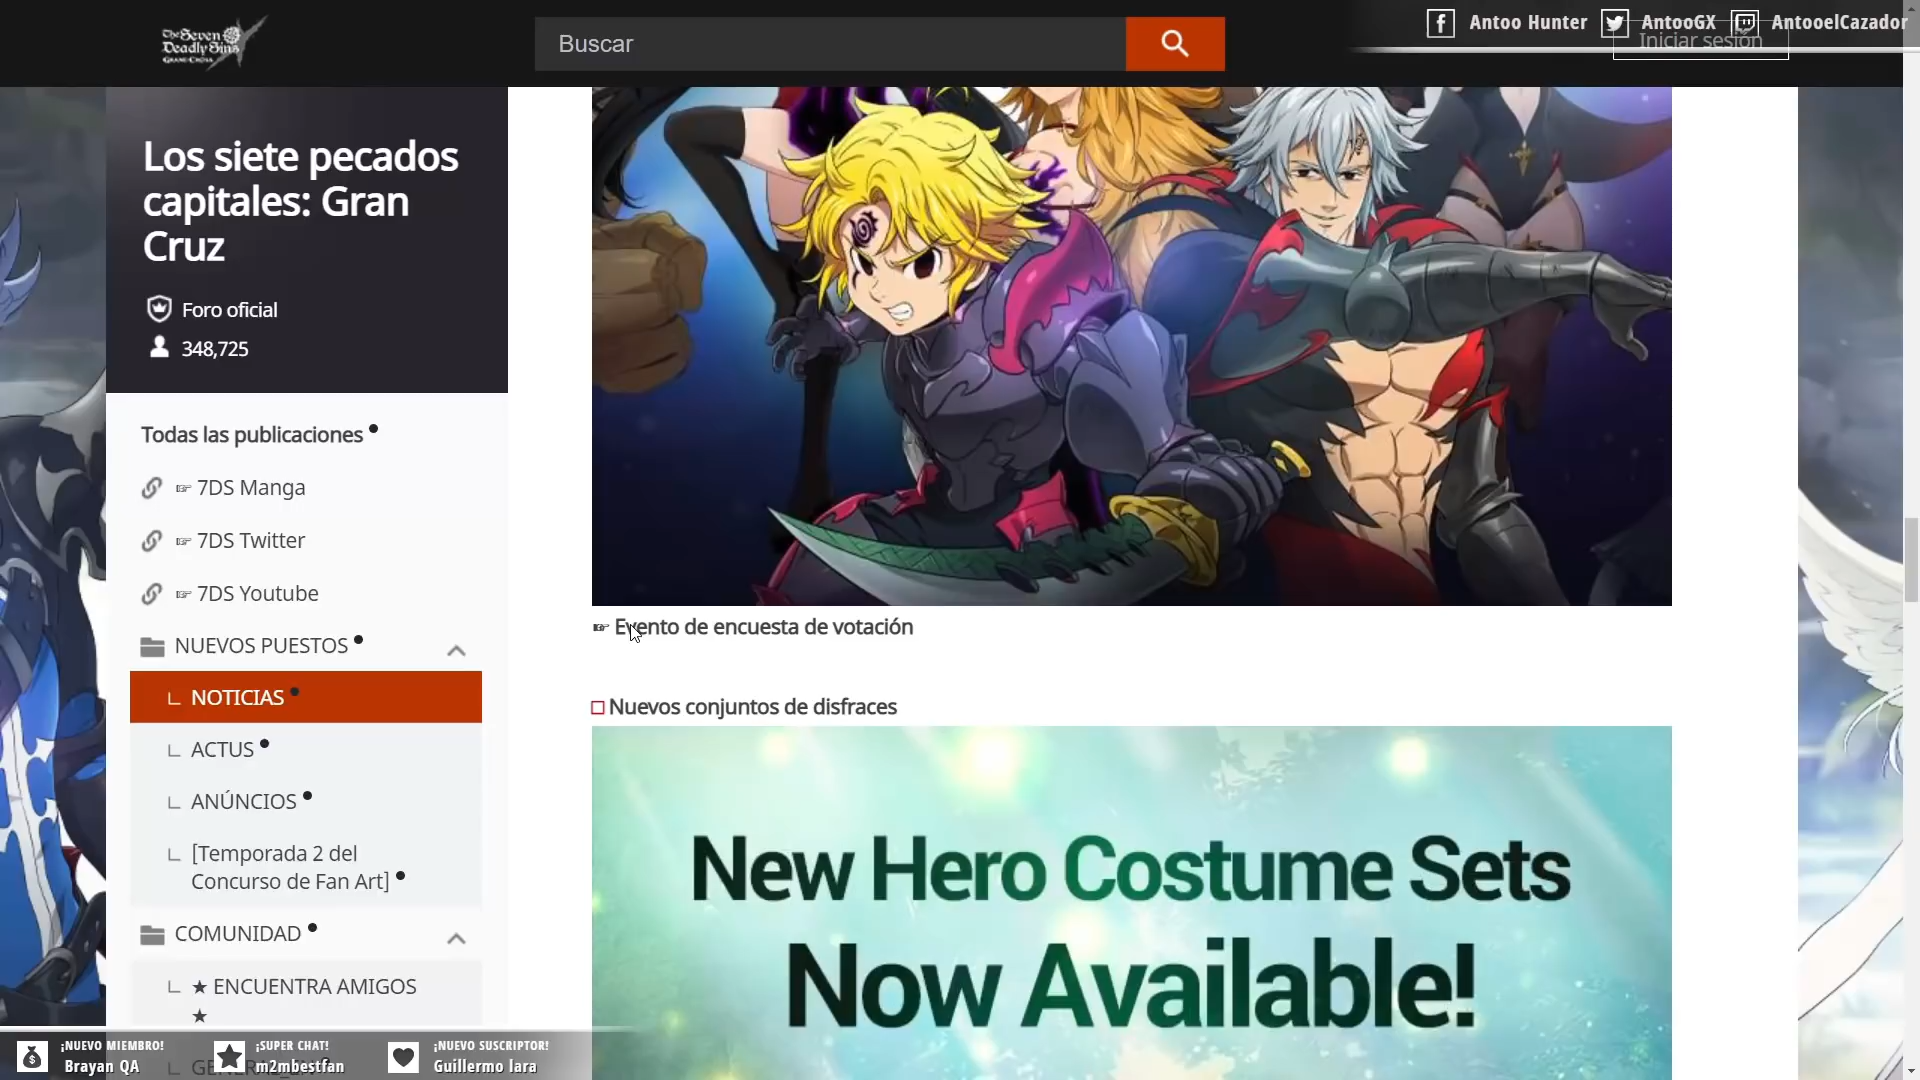 The Seven
Deadly Sins
GRAND CROSS
Buscar
Antoo Hunter
AntooGX
AntooelCazador
Iniciar sesión
Los siete pecados
capitales: Gran
Cruz
Foro oficial
348,725
Todas las publicaciones
☞ 7DS Manga
☞ 7DS Twitter
☞ 7DS Youtube
NUEVOS PUESTOS
NOTICIAS
ACTUS
ANÚNCIOS
[Temporada 2 del
Concurso de Fan Art]
COMUNIDAD
★ ENCUENTRA AMIGOS
★
☞ Evento de encuesta de votación
□ Nuevos conjuntos de disfraces
New Hero Costume Sets
Now Available!
¡NUEVO MIEMBRO!
Brayan QA
¡SUPER CHAT!
m2mbestfan
¡NUEVO SUSCRIPTOR!
Guillermo lara